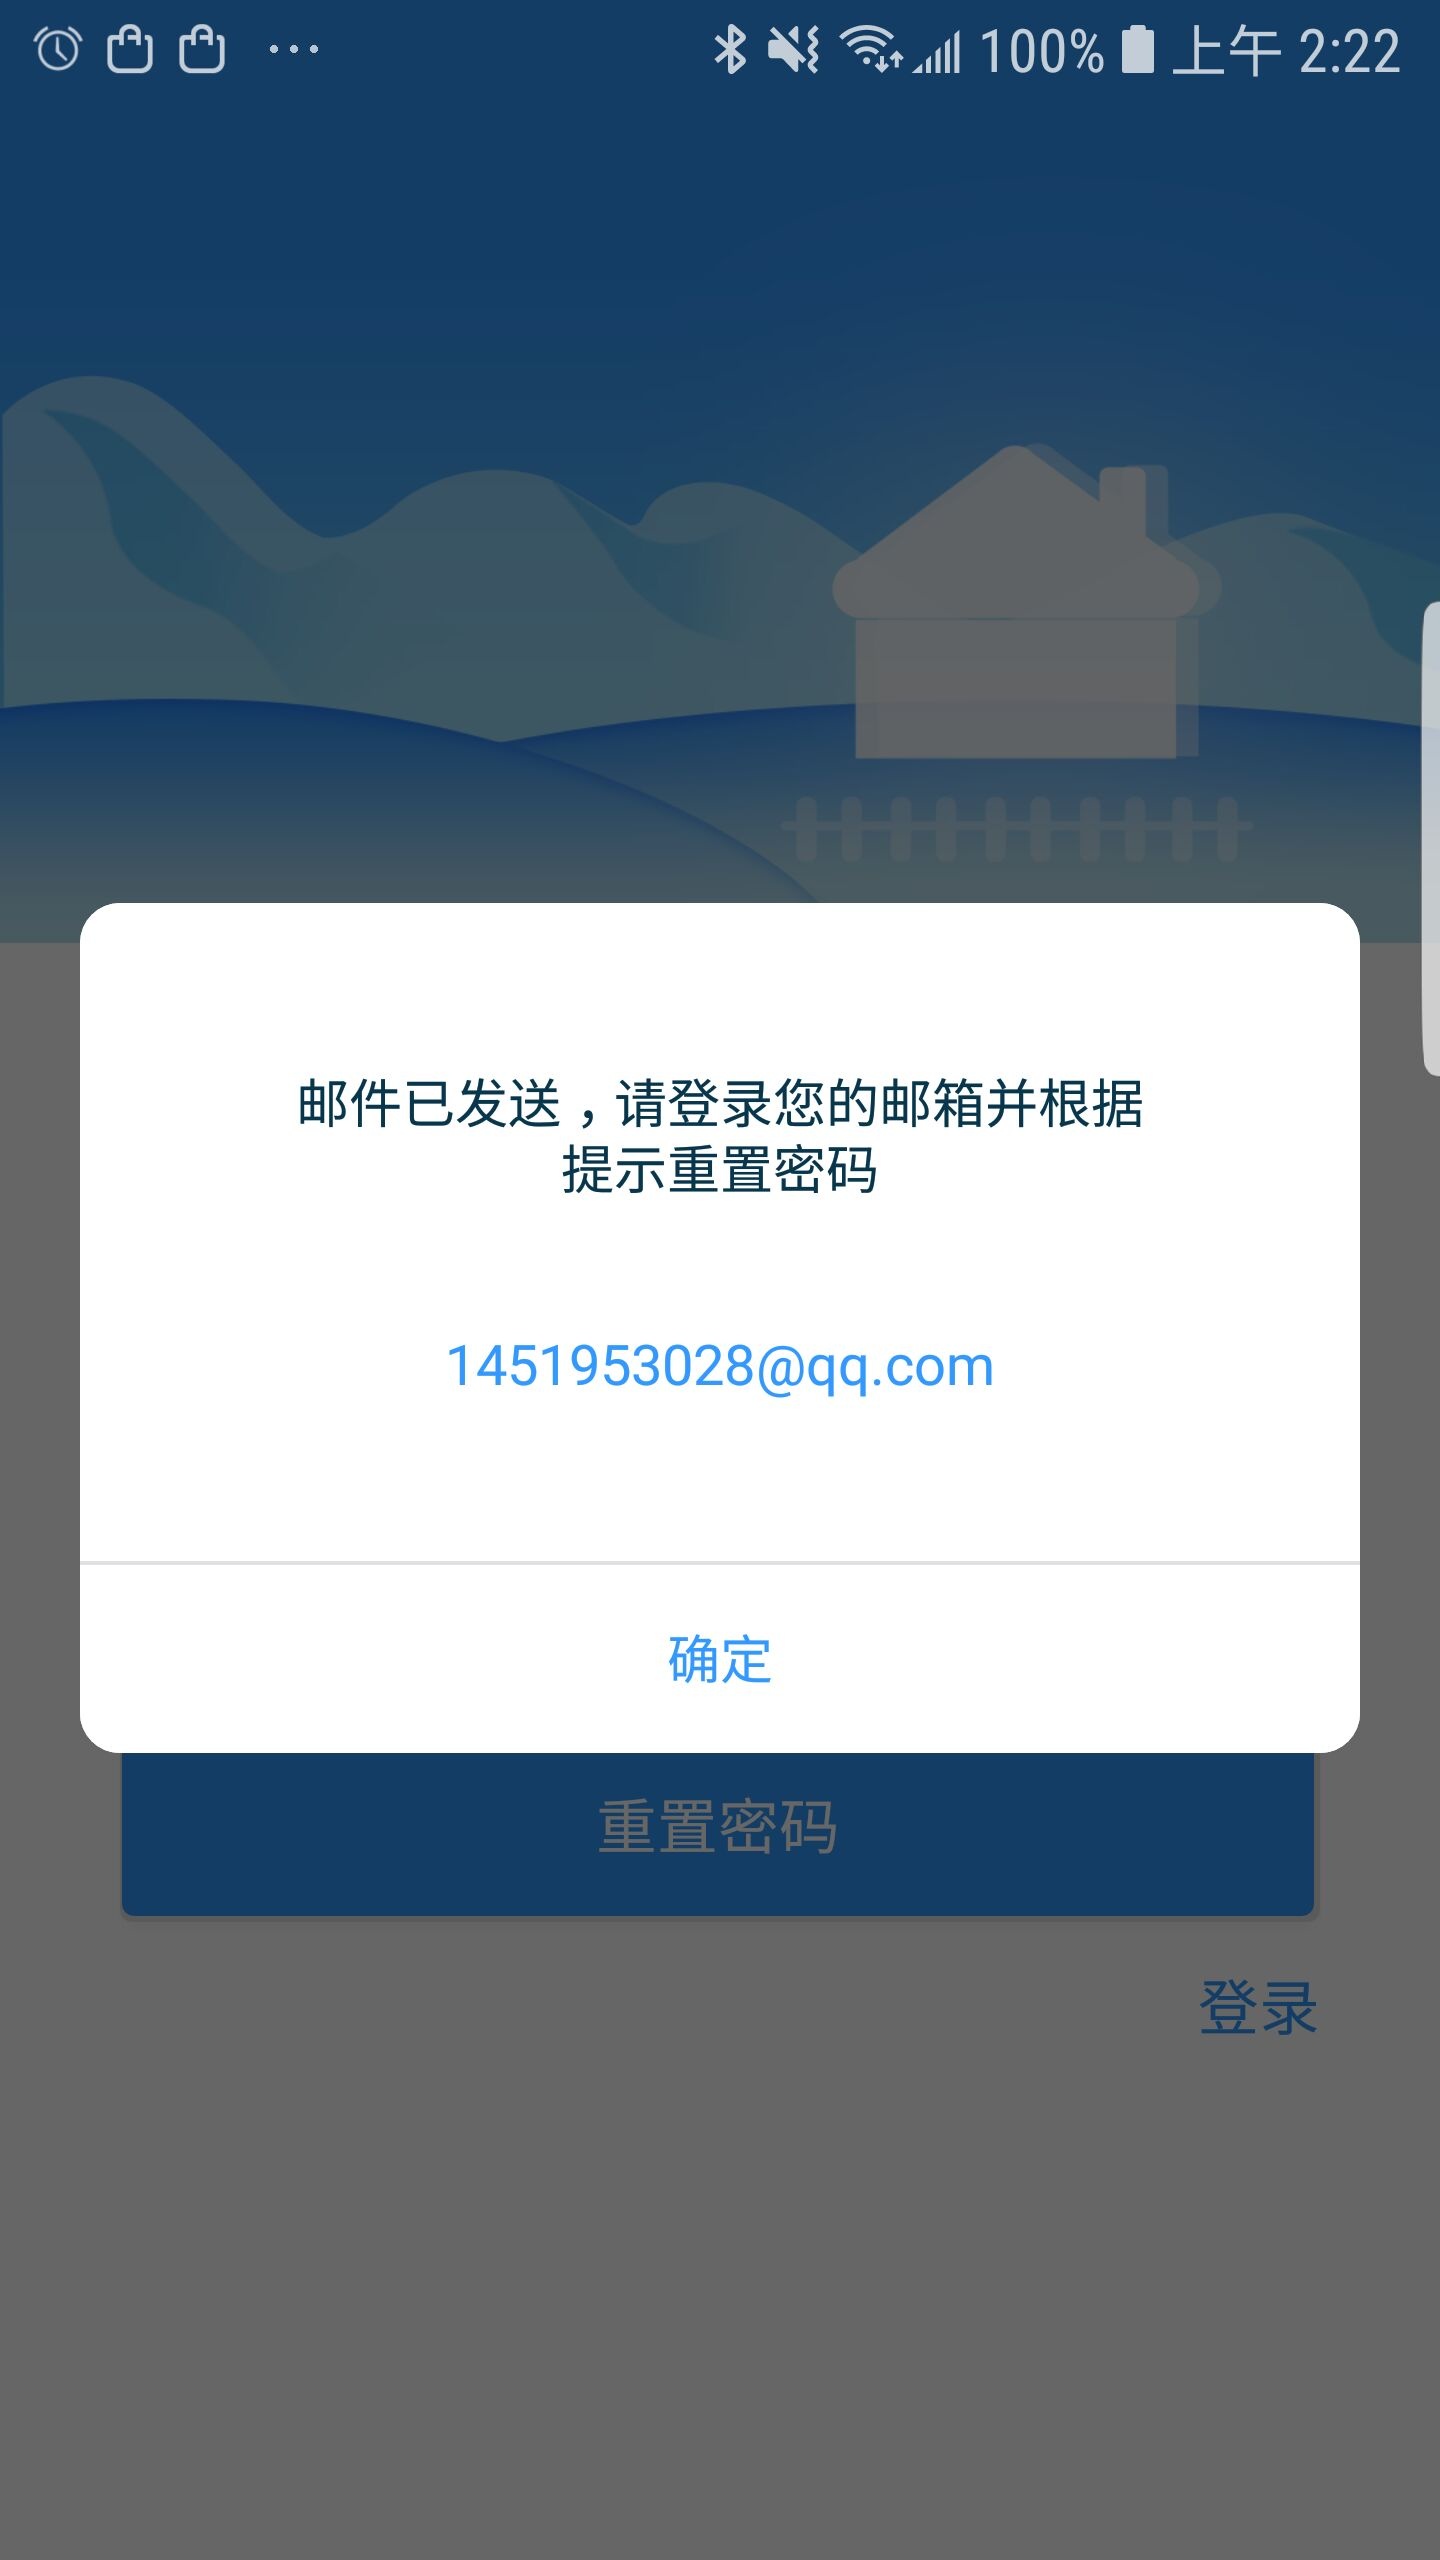 100% 上午 2:22
邮件已发送，请登录您的邮箱并根据
提示重置密码
1451953028@qq.com
确定
重置密码
登录